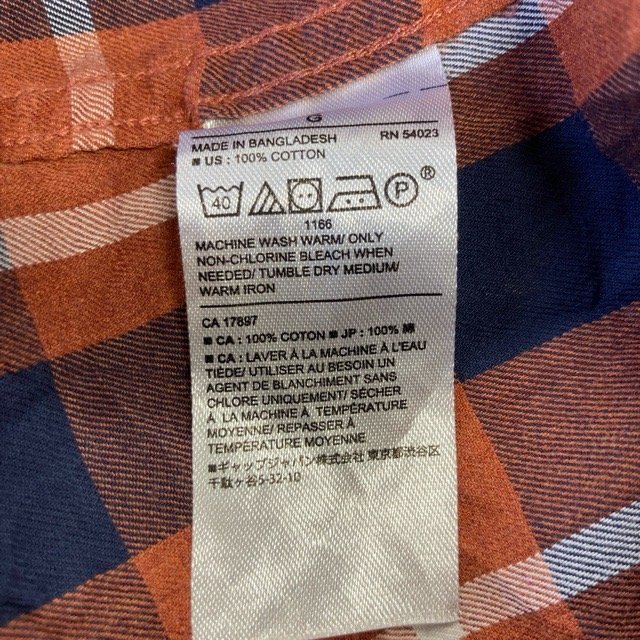 G
MADE IN BANGLADESH RN 54023
■ US : 100% COTTON
40 P ®
1166
MACHINE WASH WARM/ ONLY
NON-CHLORINE BLEACH WHEN
NEEDED/ TUMBLE DRY MEDIUM/
WARM IRON
CA 17897
■ CA : 100% COTON ■ JP : 100% 綿
■ CA : LAVER À LA MACHINE À L'EAU
TIÈDE/ UTILISER AU BESOIN UN
AGENT DE BLANCHIMENT SANS
CHLORE UNIQUEMENT/ SÉCHER
À LA MACHINE À TEMPÉRATURE
MOYENNE/ REPASSER À
TEMPÉRATURE MOYENNE
■ギャップジャパン株式会社 東京都渋谷区
千駄ヶ谷5-32-10